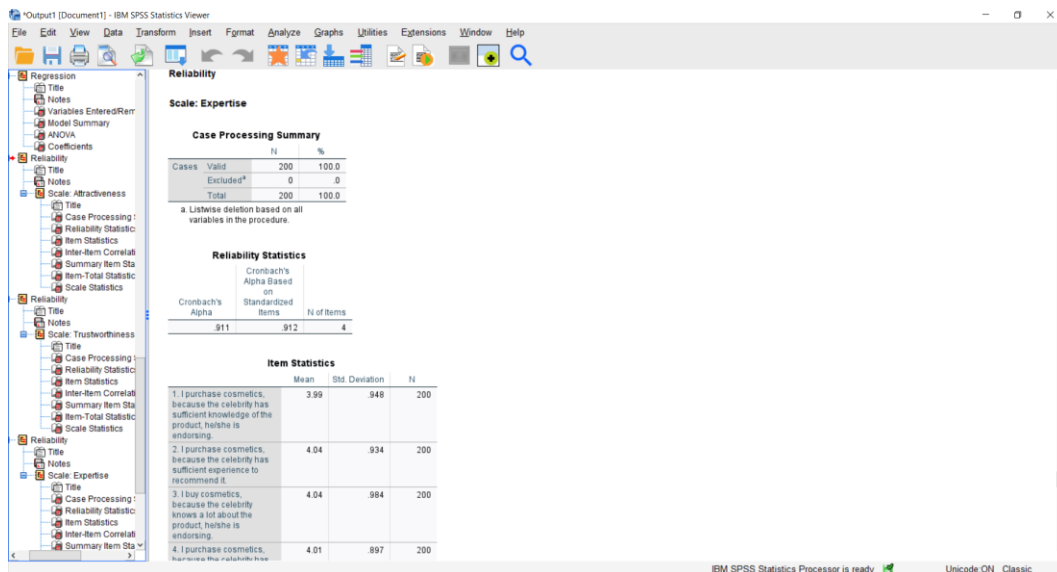 *Output1 [Document1] - IBM SPSS Statistics Viewer
File Edit View Data Transform Insert Format Analyze Graphs Utilities Extensions Window Help
Regression
Title
Notes
Variables Entered/Rem
Model Summary
ANOVA
Coefficients
Reliability
Title
Notes
Scale: Attractiveness
Title
Case Processing
Reliability Statistic
Item Statistics
Inter-Item Correlati
Summary Item Sta
Item-Total Statistic
Scale Statistics
Reliability
Title
Notes
Scale: Trustworthiness
Title
Case Processing
Reliability Statistic
Item Statistics
Inter-Item Correlati
Summary Item Sta
Item-Total Statistic
Scale Statistics
Reliability
Title
Notes
Scale: Expertise
Title
Case Processing
Reliability Statistic
Item Statistics
Inter-Item Correlati
Summary Item Sta
Reliability
Scale: Expertise
Case Processing Summary
N %
Cases Valid 200 100.0
Excluded a 0 .0
Total 200 100.0
a. Listwise deletion based on all
variables in the procedure.
Reliability Statistics
Cronbach's
Alpha Based
on
Cronbach's Standardized
Alpha Items N of Items
.911 .912 4
Item Statistics
Mean Std. Deviation N
1. I purchase cosmetics, 3.99 .948 200
because the celebrity has
sufficient knowledge of the
product, he/she is
endorsing.
2. I purchase cosmetics, 4.04 .934 200
because the celebrity has
sufficient experience to
recommend it.
3. I buy cosmetics, 4.04 .984 200
because the celebrity
knows a lot about the
product, he/she is
endorsing.
4. I purchase cosmetics, 4.01 .897 200
because the celebrity has
IBM SPSS Statistics Processor is ready Unicode:ON Classic